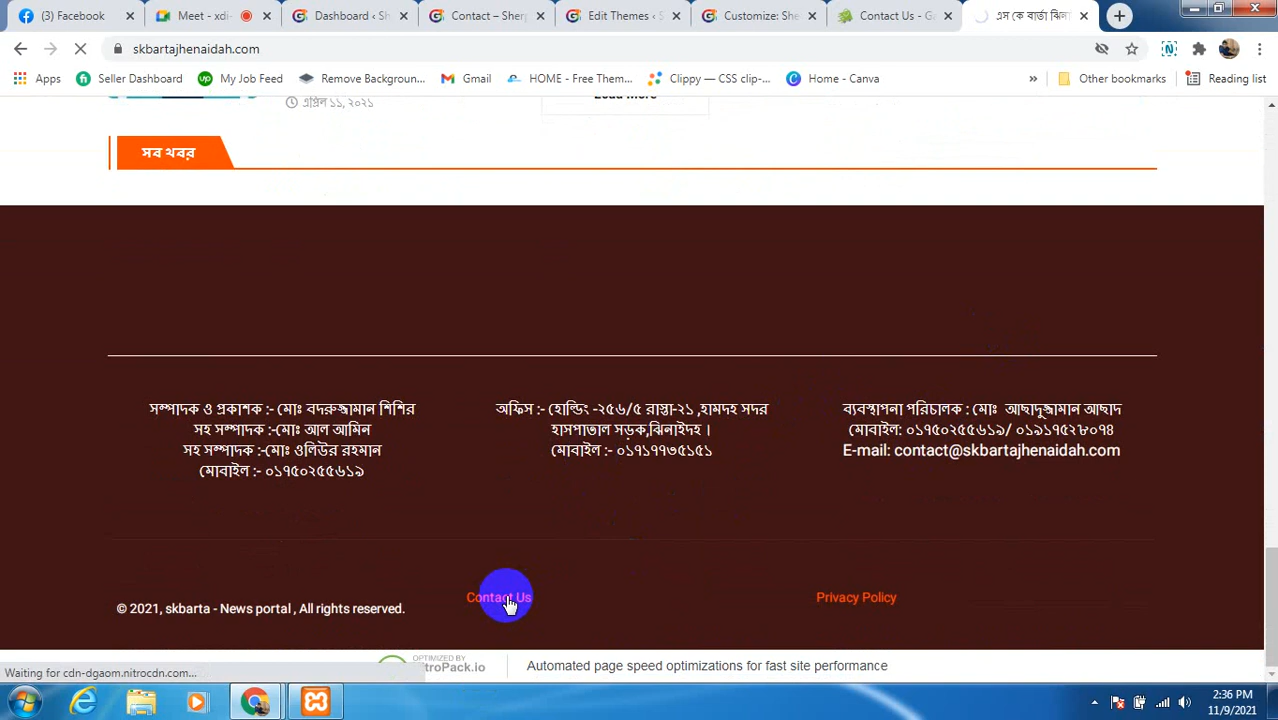 (3) Facebook
Meet - xdi-
Dashboard ‹ Sh
Contact – Sherp
Edit Themes ‹ S
Customize: She
Contact Us - G
এস কে বার্তা ঝিনা
skbartajhenaidah.com
Apps
Seller Dashboard
My Job Feed
Remove Backgroun...
Gmail
HOME - Free Them...
Clippy — CSS clip-...
Home - Canva
»
Other bookmarks
Reading list
Load More
এপ্রিল ১১, ২০২১
সব খবর
সম্পাদক ও প্রকাশক :- মোঃ বদরুজ্জামান শিশির
সহ সম্পাদক :-মোঃ আল আমিন
সহ সম্পাদক :-মোঃ ওলিউর রহমান
মোবাইল :- ০১৭৫০২৫৫৬১৯
অফিস :- হোল্ডিং -২৫৬/৫ রাস্তা-২১ ,হামদহ সদর
হাসপাতাল সড়ক,ঝিনাইদহ ।
মোবাইল :- ০১৭১৭৭৩৫১৫১
ব্যবস্থাপনা পরিচালক : মোঃ আছাদুজ্জামান আছাদ
মোবাইল: ০১৭৫০২৫৫৬১৯/ ০১৯১৭৫২৮০৭৪
E-mail: contact@skbartajhenaidah.com
© 2021, skbarta - News portal , All rights reserved.
Contact Us
Privacy Policy
OPTIMIZED BY
NitroPack.io
Automated page speed optimizations for fast site performance
Waiting for cdn-dgaom.nitrocdn.com...
2:36 PM
11/9/2021